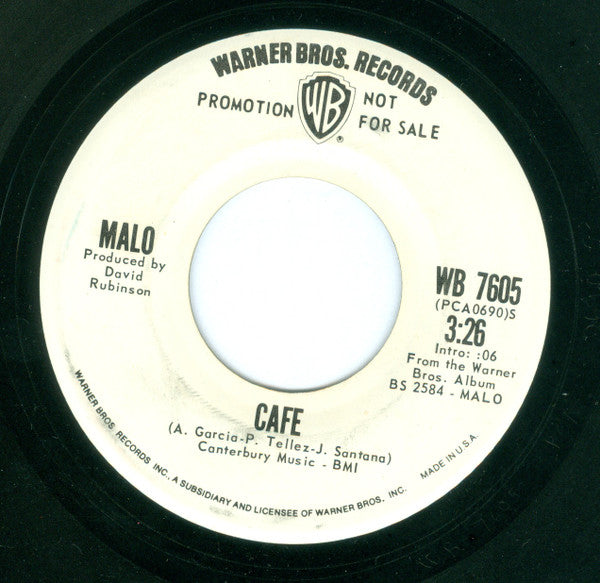 WARNER BROS. RECORDS
PROMOTION NOT
FOR SALE
WB
®
MALO
Produced by
David
Rubinson
WB 7605
(PCA0690)S
3:26
Intro: :06
From the Warner
Bros. Album
BS 2584 - MALO
CAFE
(A. Garcia-P. Tellez-J. Santana)
Canterbury Music - BMI
WARNER BROS. RECORDS INC., A SUBSIDIARY AND LICENSEE OF WARNER BROS. INC.
MADE IN U.S.A.